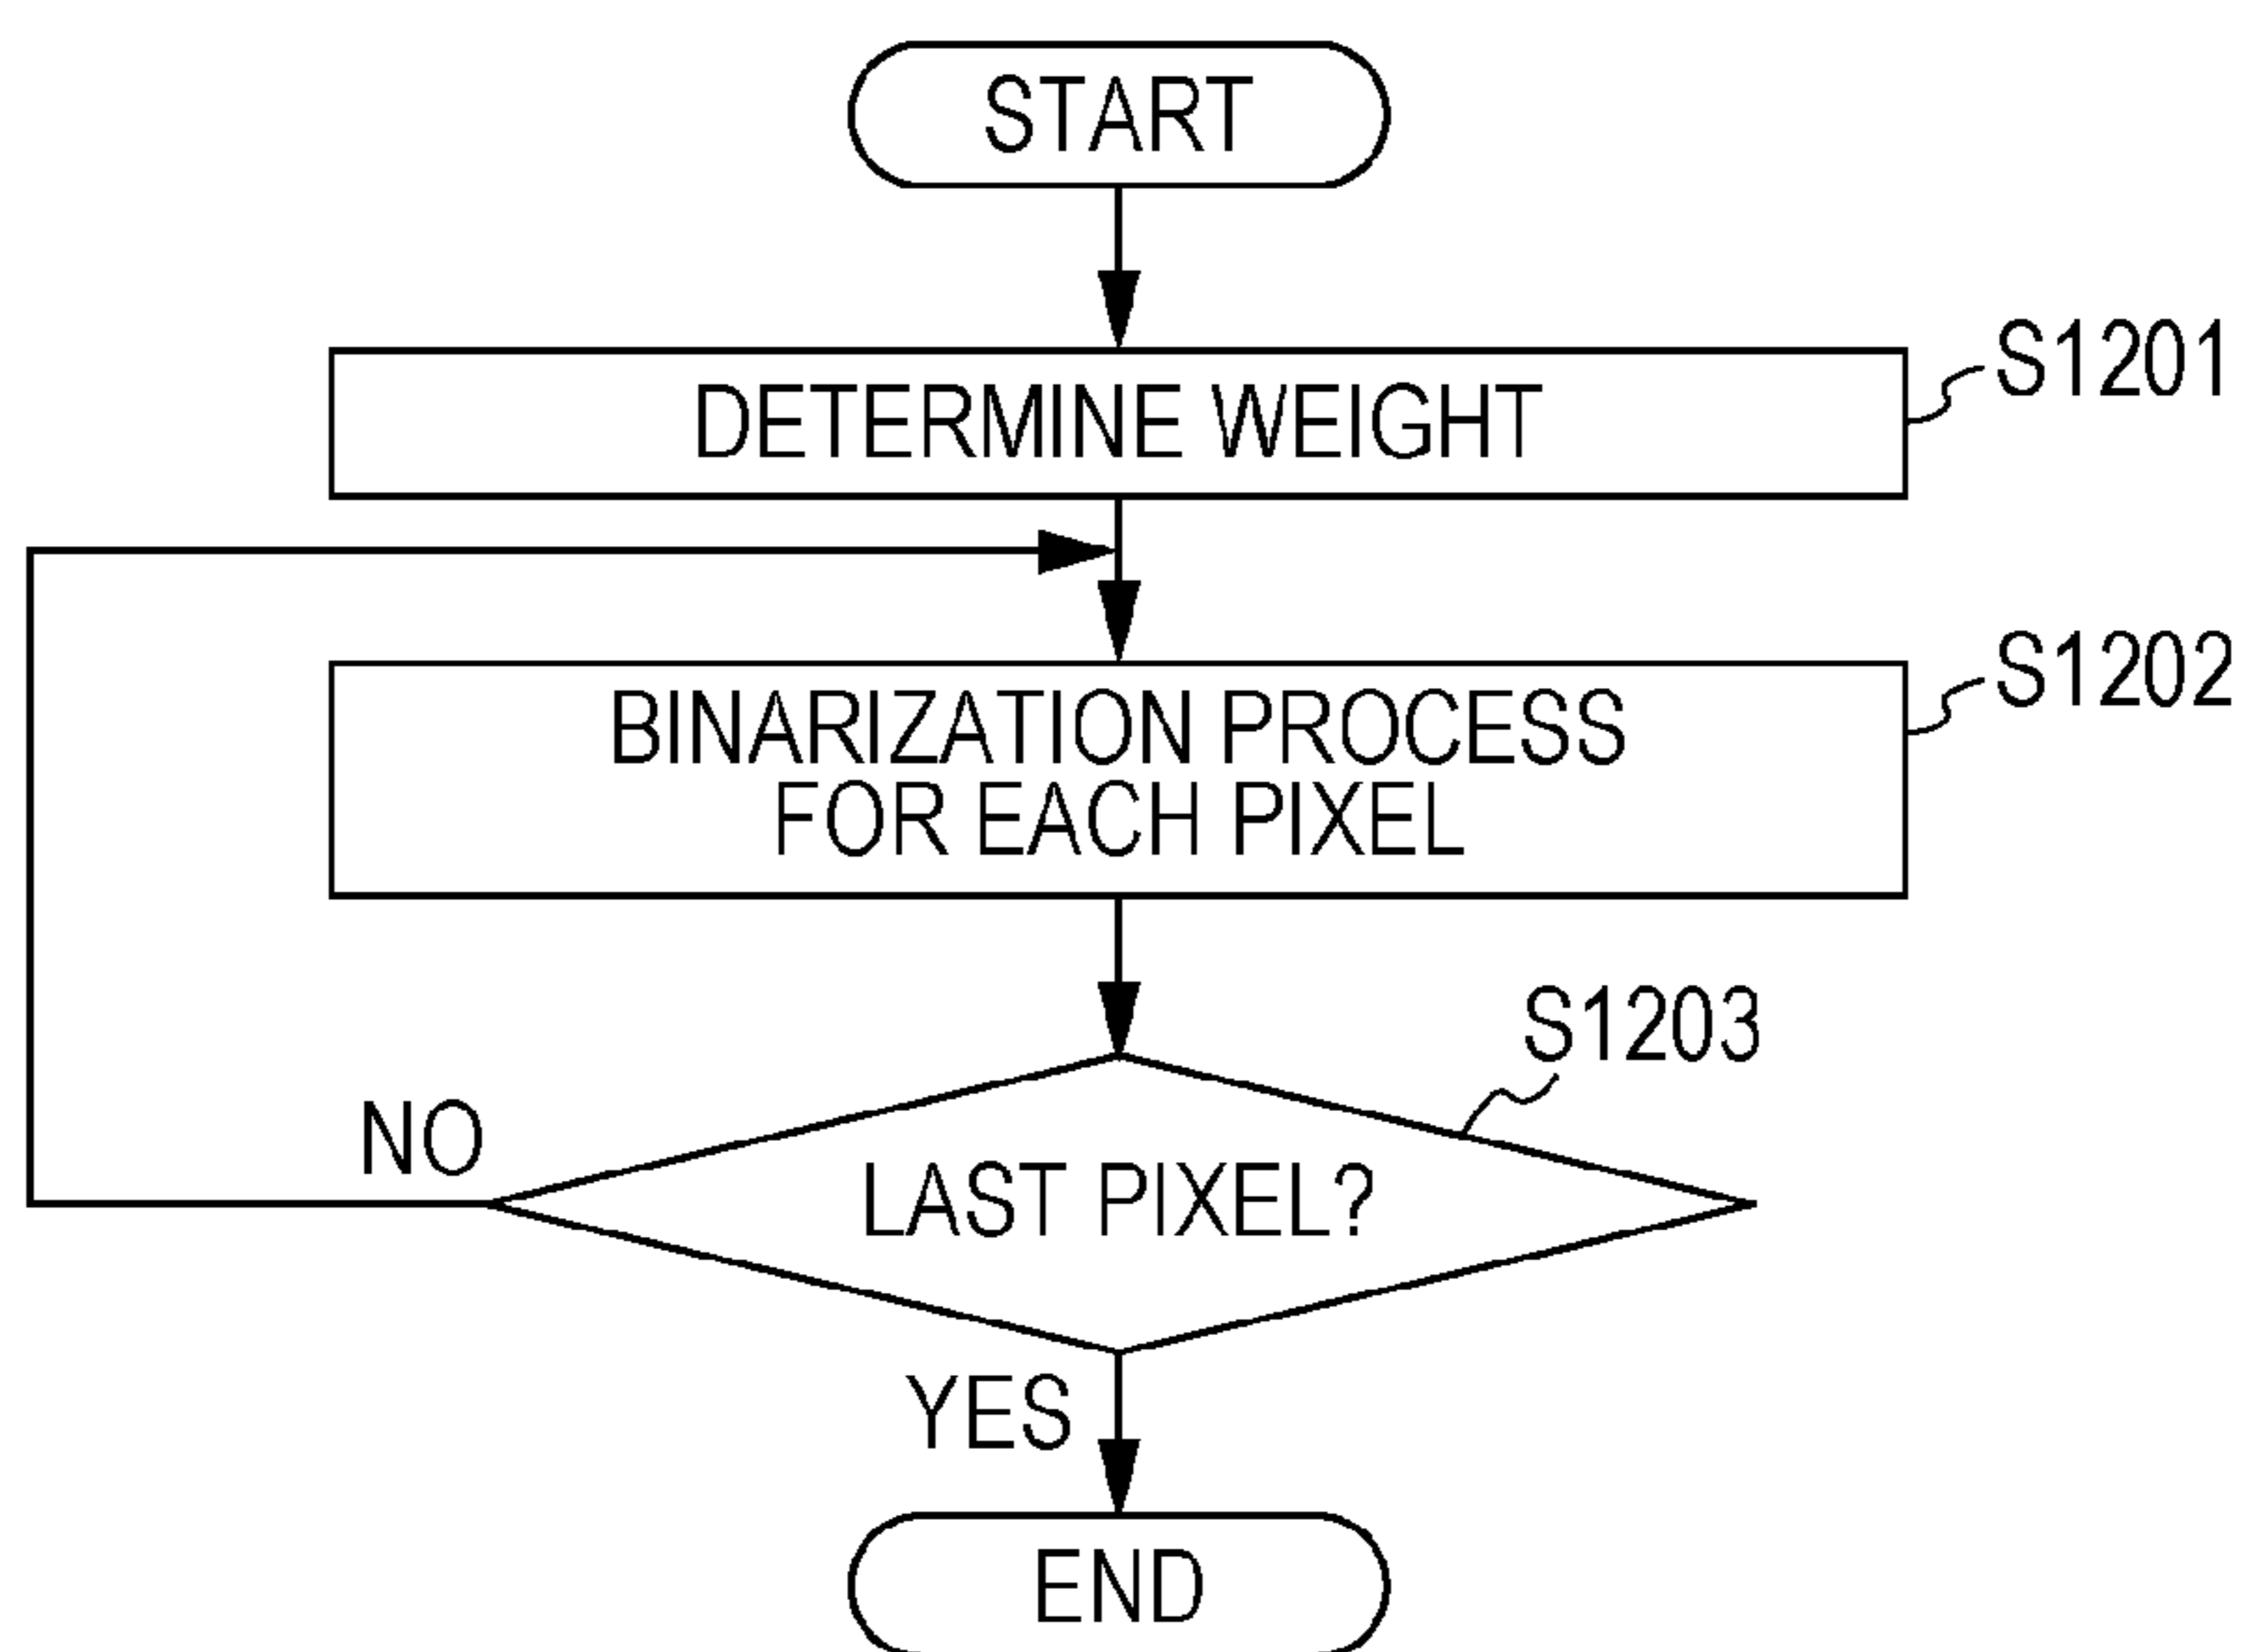 START
DETERMINE WEIGHT
S1201
BINARIZATION PROCESS
FOR EACH PIXEL
S1202
S1203
LAST PIXEL?
NO
YES
END